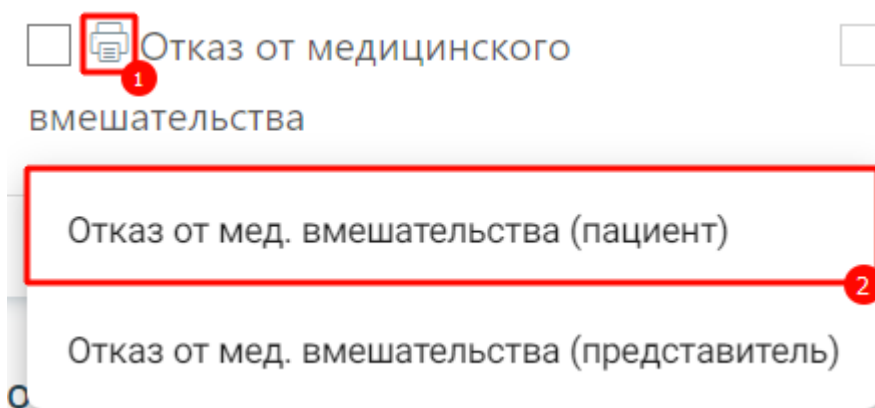 Отказ от медицинского
1
вмешательства
Отказ от мед. вмешательства (пациент)
2
Отказ от мед. вмешательства (представитель)